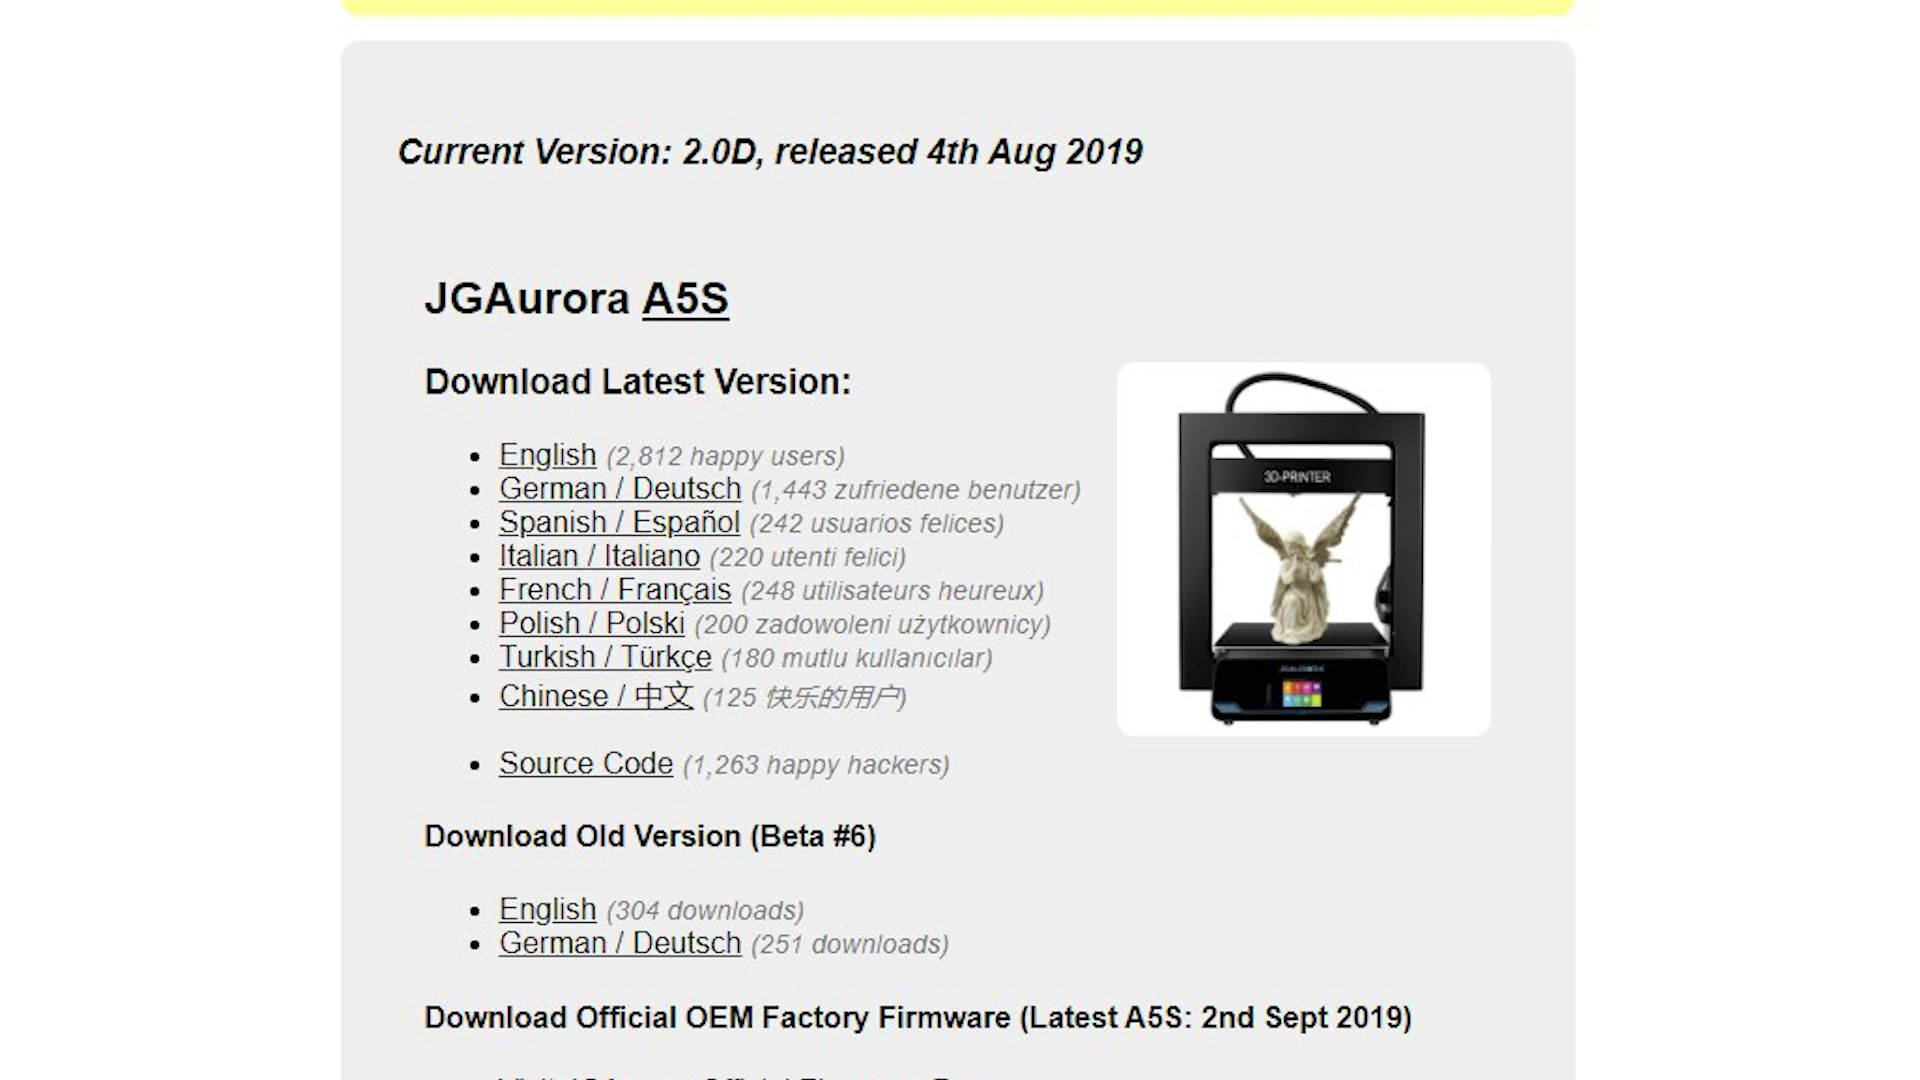 Current Version: 2.0D, released 4th Aug 2019
JGAurora A5S
Download Latest Version:
English (2,812 happy users)
German / Deutsch (1,443 zufriedene benutzer)
Spanish / Español (242 usuarios felices)
Italian / Italiano (220 utenti felici)
French / Français (248 utilisateurs heureux)
Polish / Polski (200 zadowoleni użytkownicy)
Turkish / Türkçe (180 mutlu kullanıcılar)
Chinese / 中文 (125 快乐的用户)
Source Code (1,263 happy hackers)
3D-PRINTER
Download Old Version (Beta #6)
English (304 downloads)
German / Deutsch (251 downloads)
Download Official OEM Factory Firmware (Latest A5S: 2nd Sept 2019)